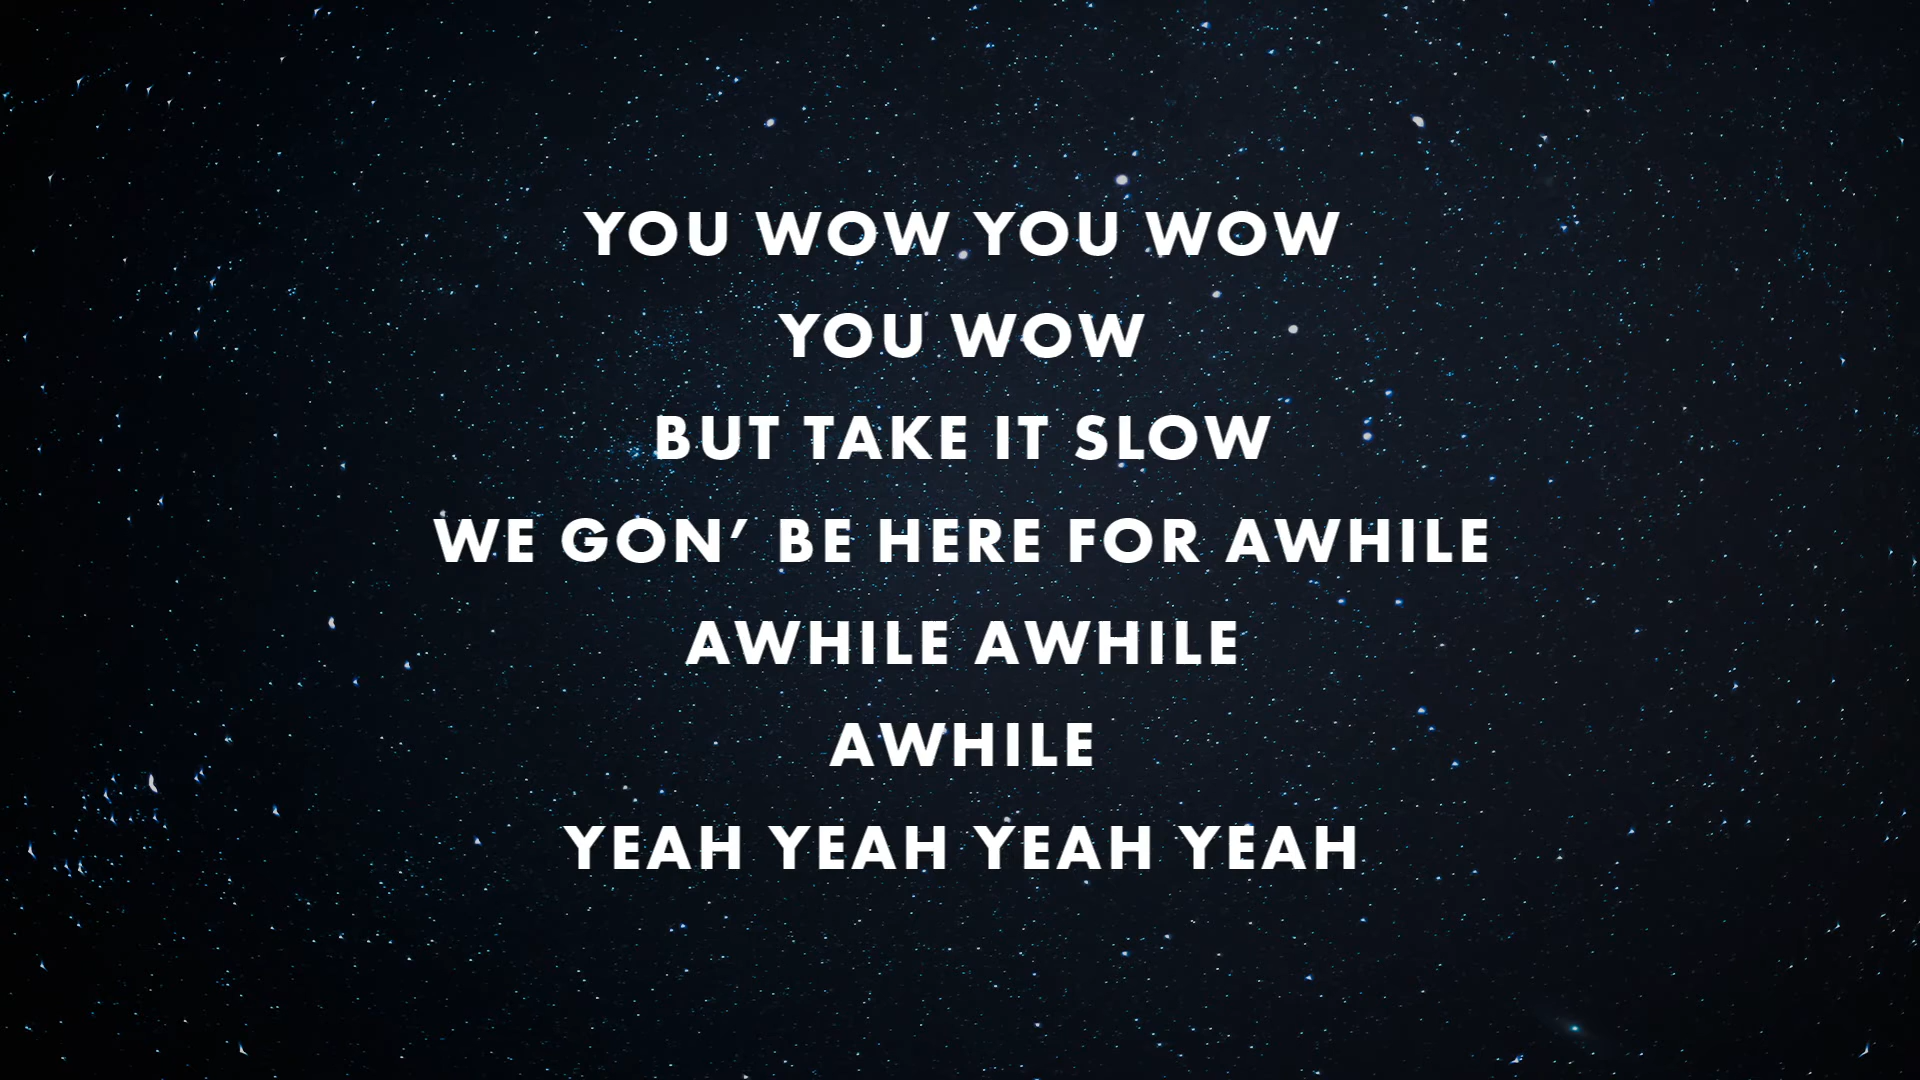 YOU WOW YOU WOW
YOU WOW
BUT TAKE IT SLOW
WE GON’ BE HERE FOR AWHILE
AWHILE AWHILE
AWHILE
YEAH YEAH YEAH YEAH